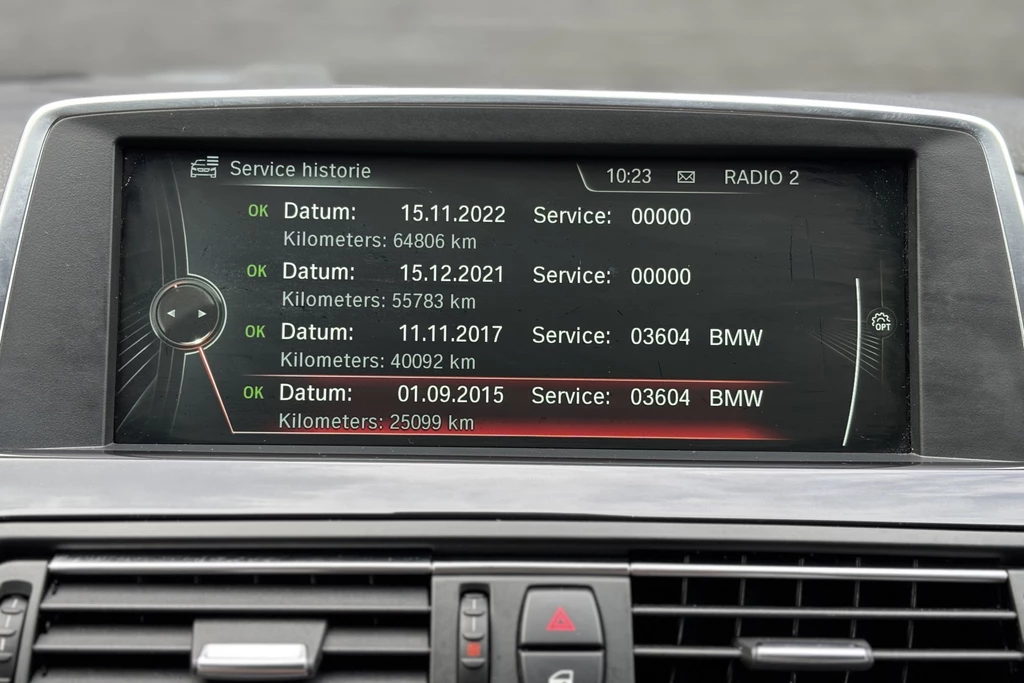 Service historie 10:23 RADIO 2
OK Datum: 15.11.2022 Service: 00000
Kilometers: 64806 km
OK Datum: 15.12.2021 Service: 00000
Kilometers: 55783 km
OK Datum: 11.11.2017 Service: 03604 BMW
Kilometers: 40092 km
OK Datum: 01.09.2015 Service: 03604 BMW
Kilometers: 25099 km
OPT